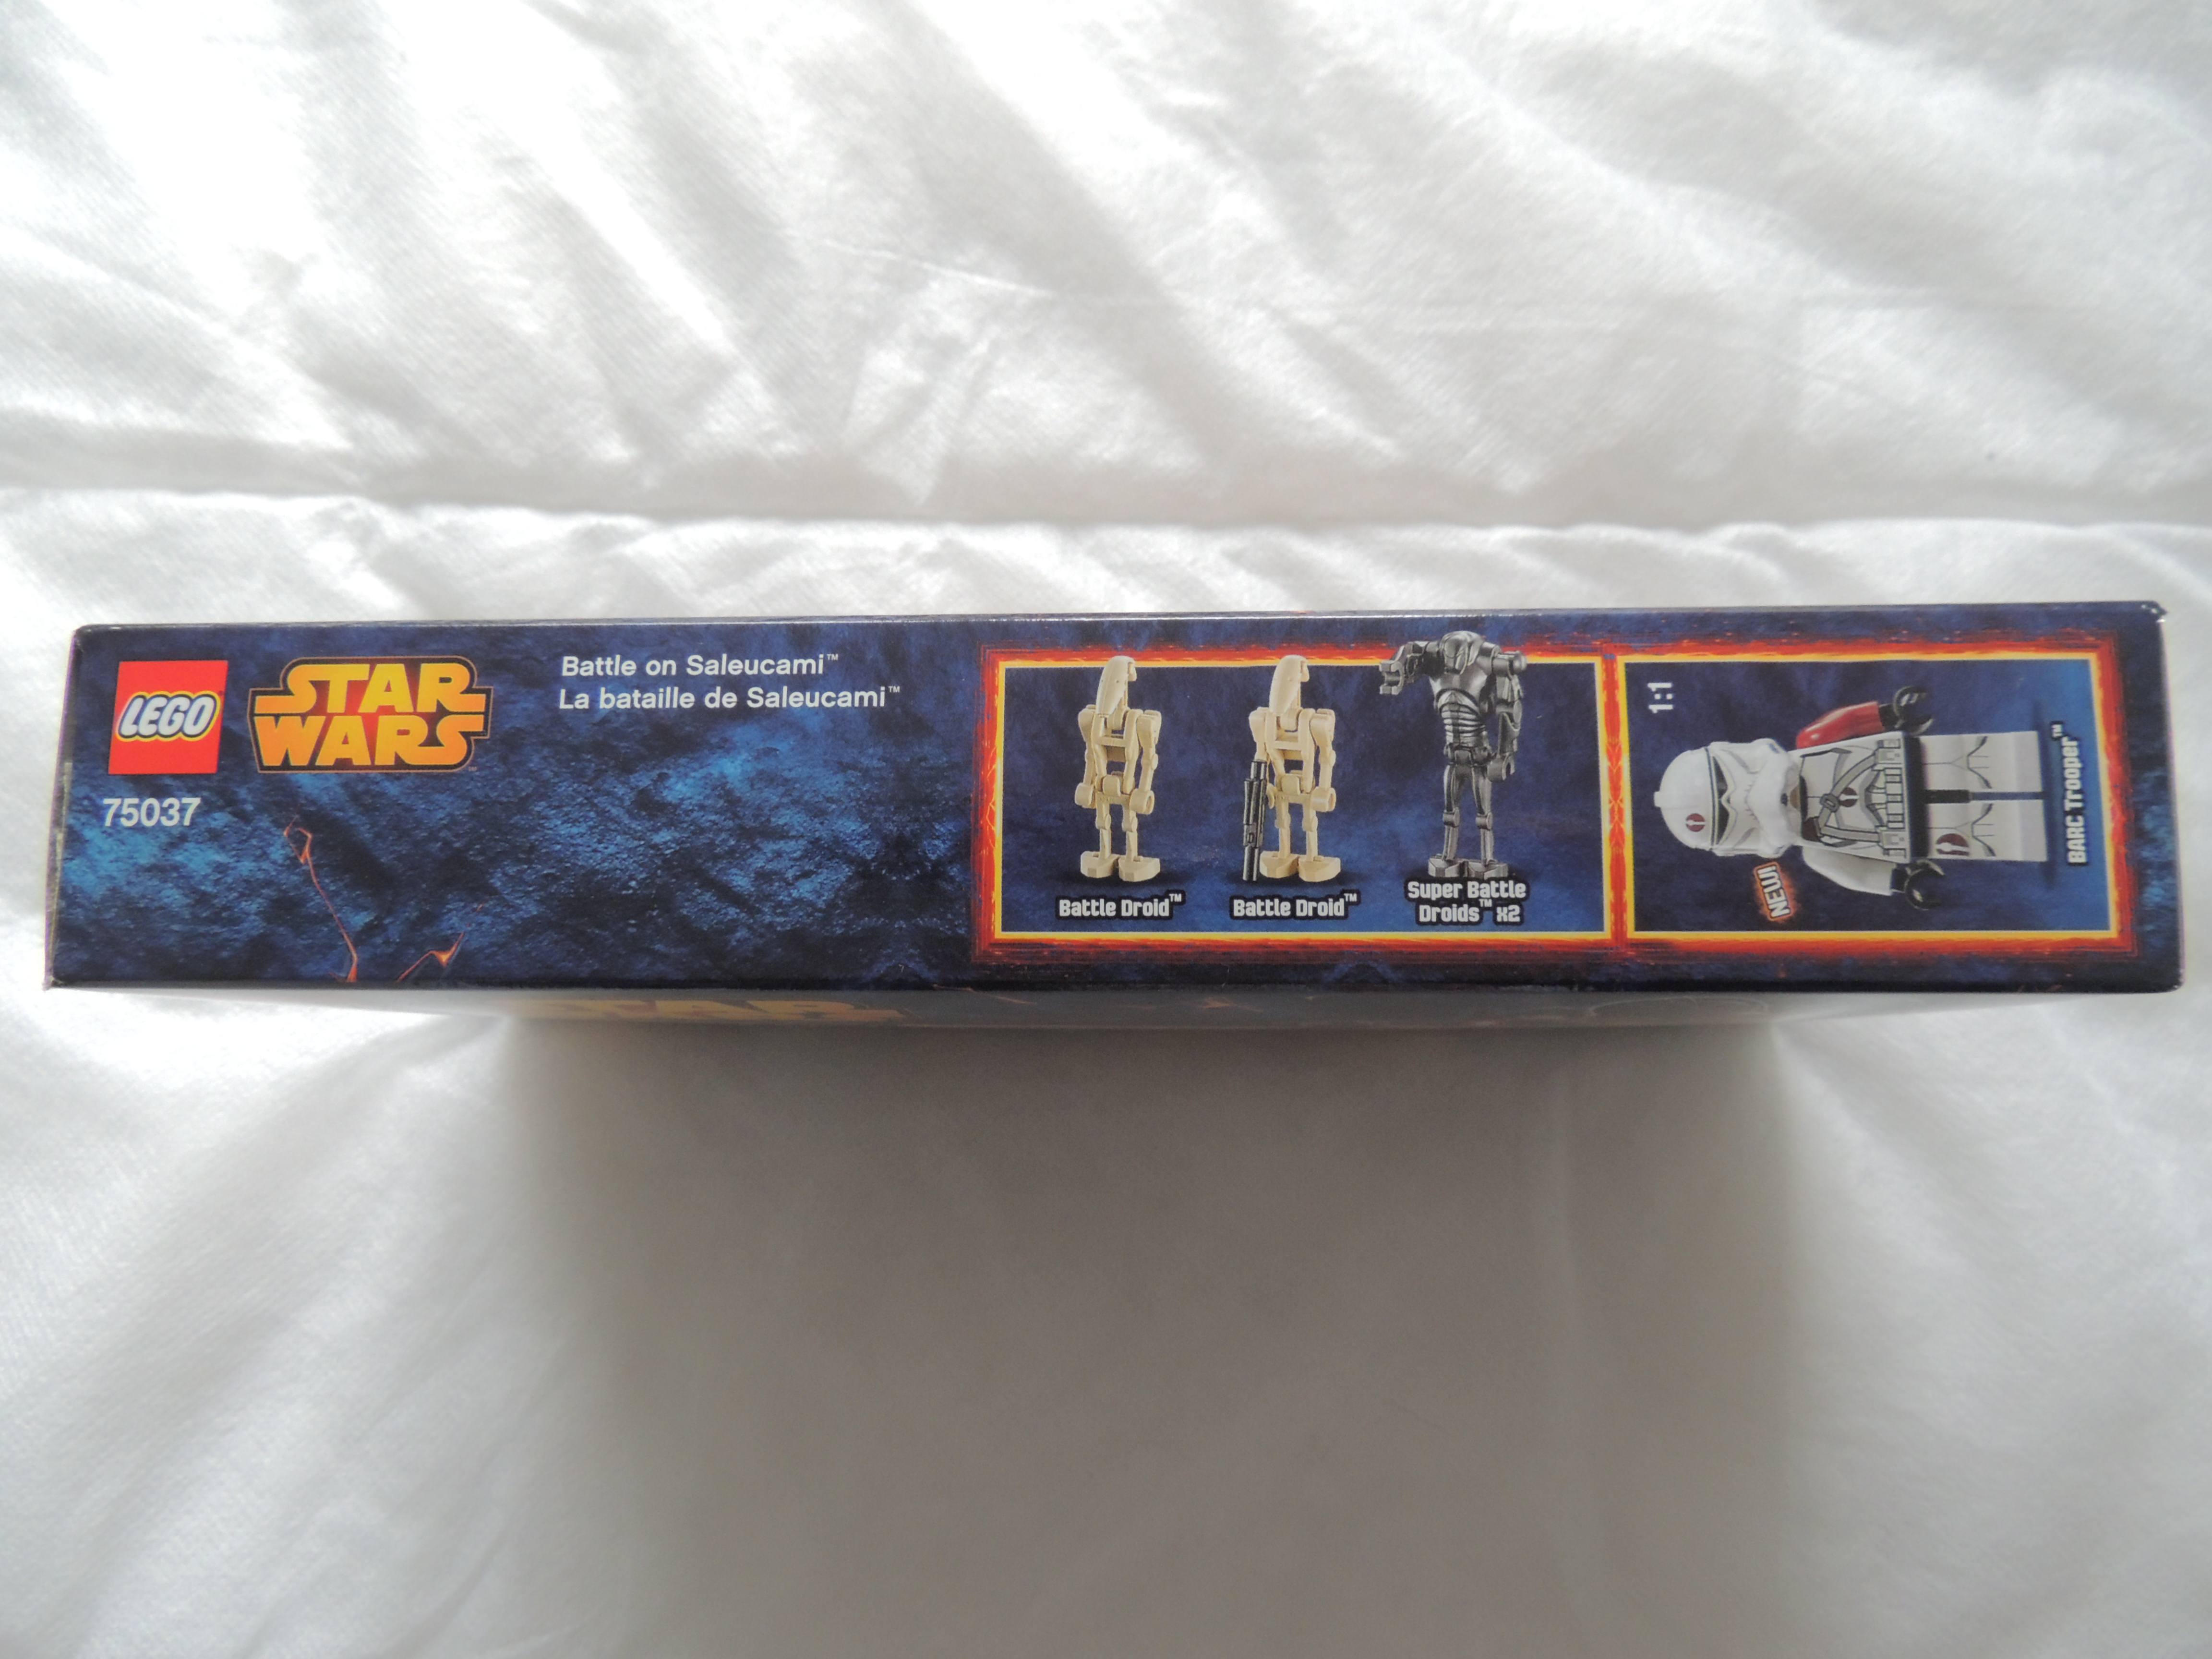 LEGO
STAR
WARS
75037
Battle on Saleucami™
La bataille de Saleucami™
Battle Droid™
Battle Droid™
Super Battle
Droids™ x2
1:1
NEW!
BARC Trooper™
STAR